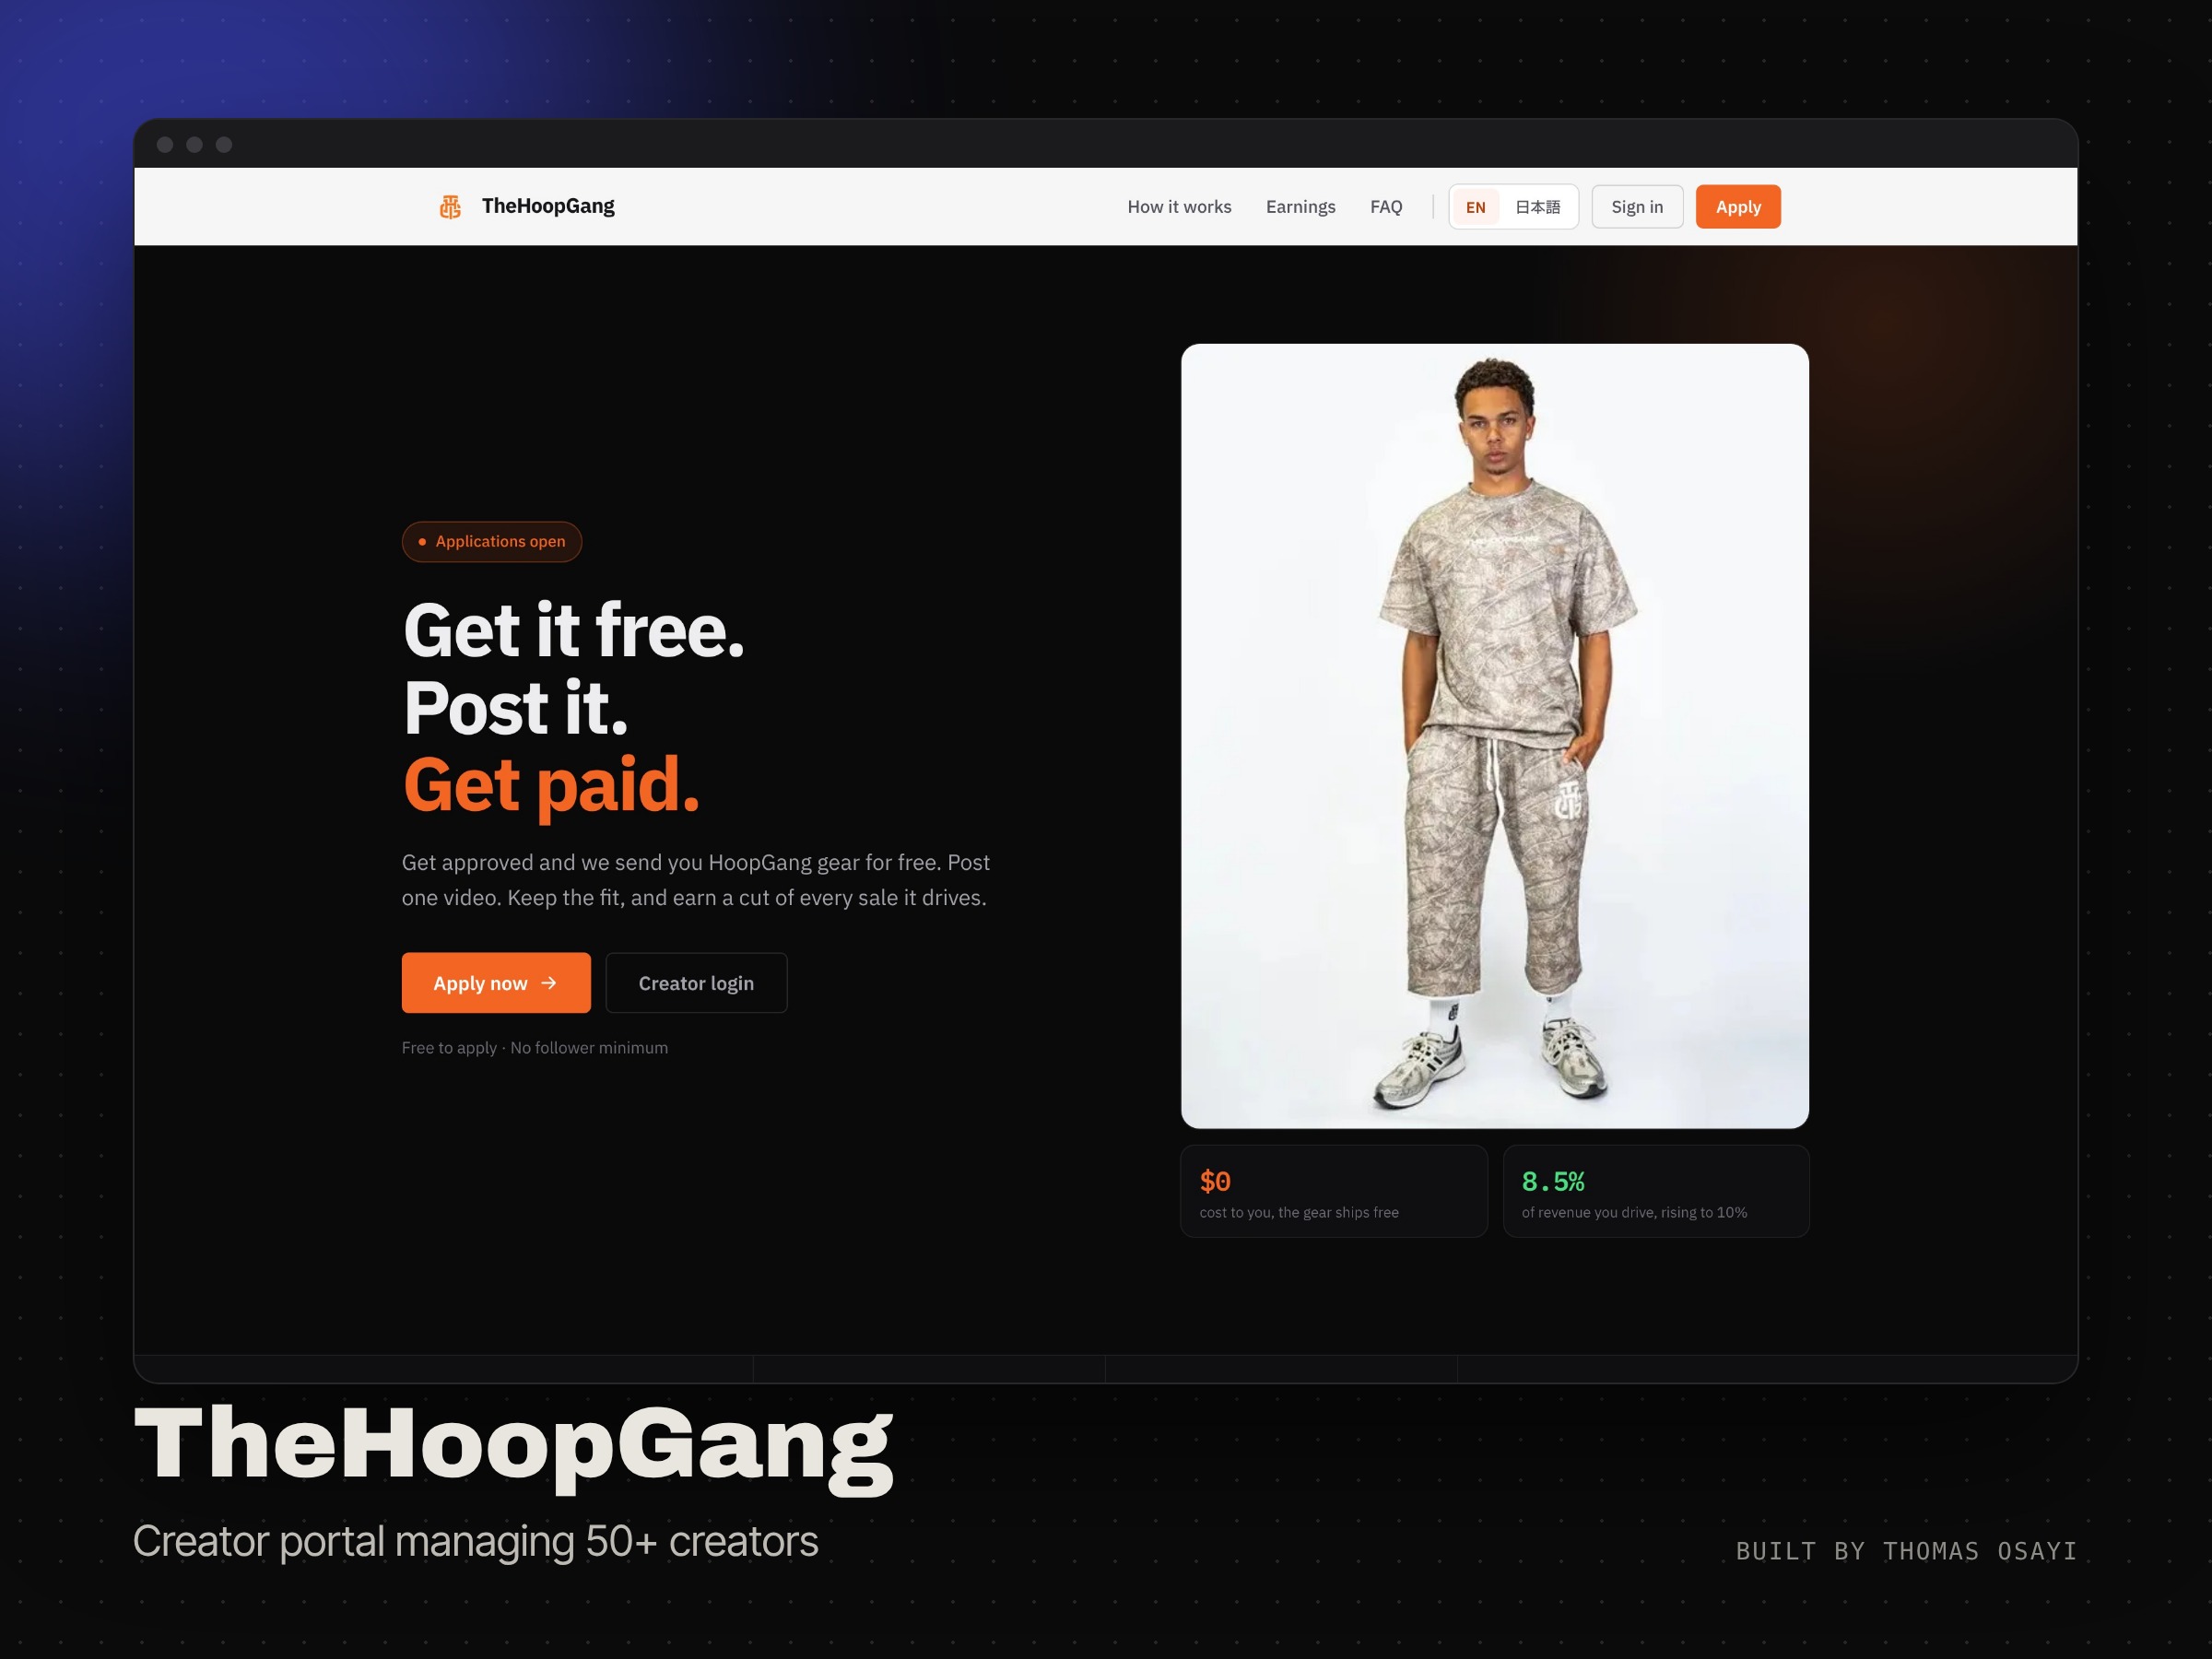 TheHoopGang
How it works
Earnings
FAQ
EN
日本語
Sign in
Apply
Applications open
Get it free.
Post it.
Get paid.
Get approved and we send you HoopGang gear for free. Post
one video. Keep the fit, and earn a cut of every sale it drives.
Apply now →
Creator login
Free to apply · No follower minimum
$0
cost to you, the gear ships free
8.5%
of revenue you drive, rising to 10%
TheHoopGang
Creator portal managing 50+ creators
BUILT BY THOMAS OSAYI